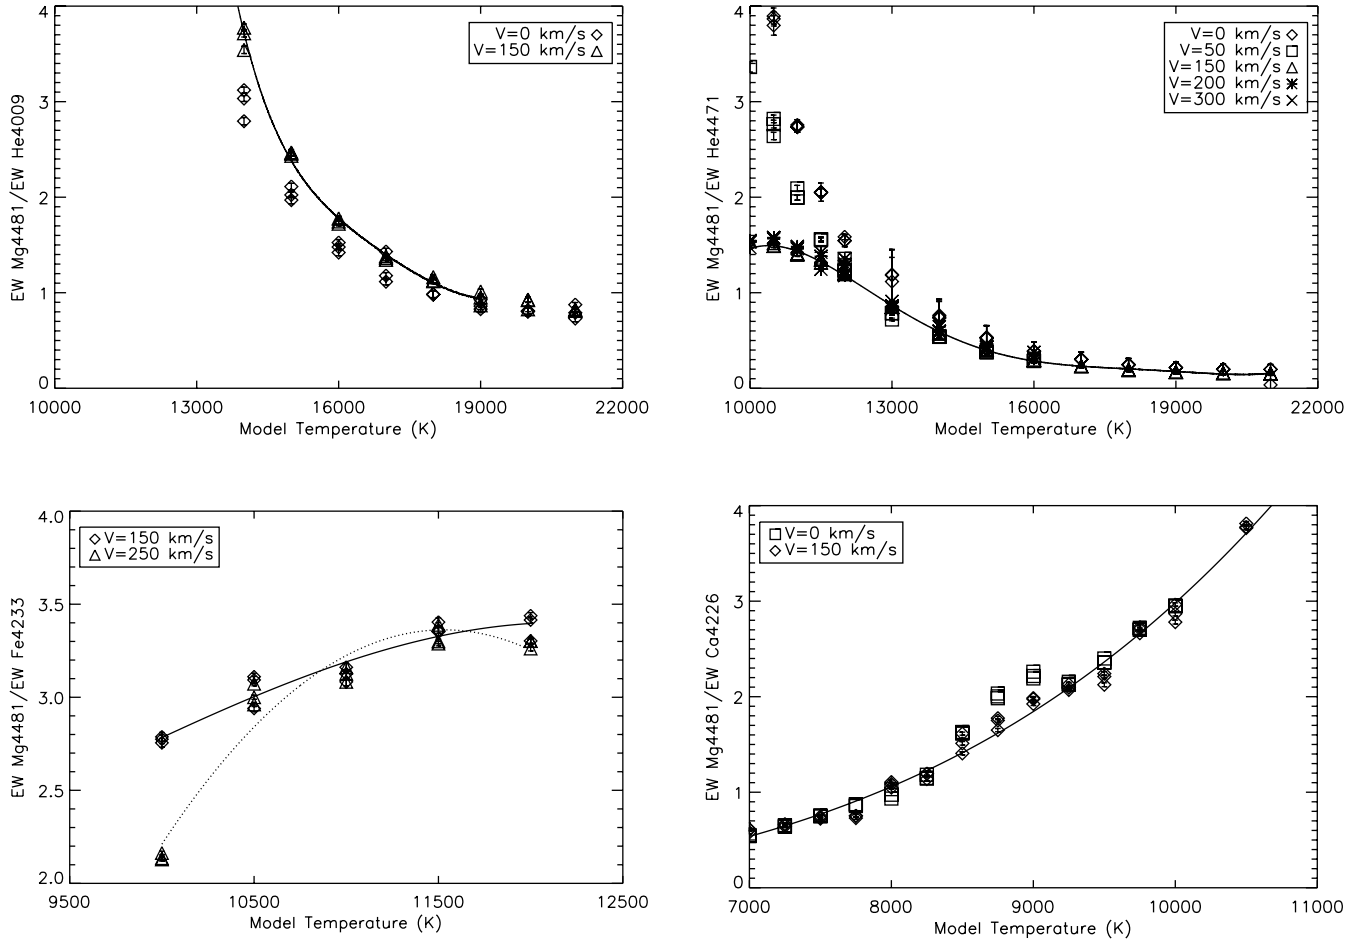 V=0 km/s
V=150 km/s
4
3
2
1
0
EW Mg4481/EW He4009
10000 13000 16000 19000 22000
Model Temperature (K)
V=0 km/s
V=50 km/s
V=150 km/s
V=200 km/s
V=300 km/s
4
3
2
1
0
EW Mg4481/EW He4471
10000 13000 16000 19000 22000
Model Temperature (K)
V=150 km/s
V=250 km/s
4.0
3.5
3.0
2.5
2.0
EW Mg4481/EW Fe4233
9500 10500 11500 12500
Model Temperature (K)
V=0 km/s
V=150 km/s
4
3
2
1
0
EW Mg4481/EW Ca4226
7000 8000 9000 10000 11000
Model Temperature (K)